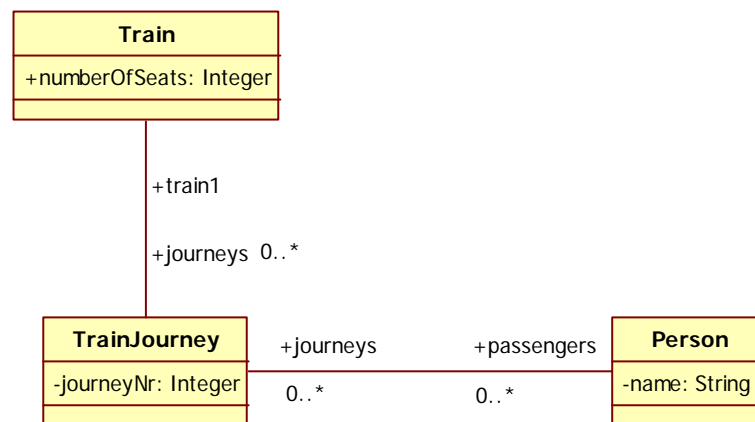 Train
+numberOfSeats: Integer
+train1
+journeys 0..*
TrainJourney
-journeyNr: Integer
+journeys
0..*
+passengers
0..*
Person
-name: String